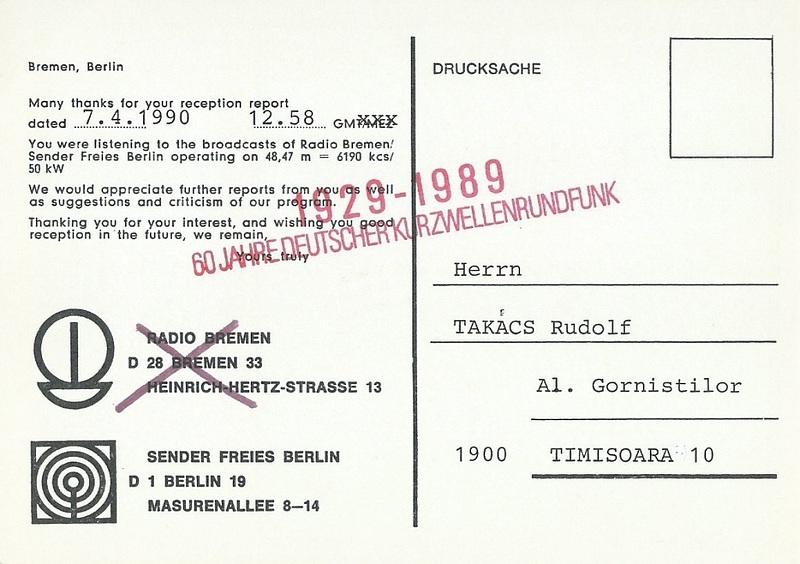 Bremen, Berlin
Many thanks for your reception report
dated 7.4.1990 12.58 GMT/MEZ
You were listening to the broadcasts of Radio Bremen/
Sender Freies Berlin operating on 48,47 m = 6190 kcs/
50 kW
We would appreciate further reports from you as well
as suggestions and criticism of our program.
Thanking you for your interest, and wishing you good
reception in the future, we remain,
Yours truly
1929-1989
60 JAHRE DEUTSCHER KURZWELLENRUNDFUNK
RADIO BREMEN
D 28 BREMEN 33
HEINRICH-HERTZ-STRASSE 13
SENDER FREIES BERLIN
D 1 BERLIN 19
MASURENALLEE 8–14
DRUCKSACHE
Herrn
TAKÁCS Rudolf
Al. Gornistilor
1900 TIMISOARA 10